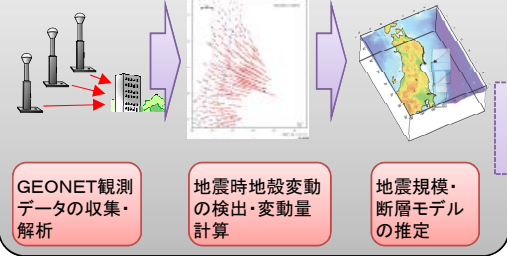 GEONET観測
データの収集・
解析
地震時地殻変動
の検出・変動量
計算
地震規模・
断層モデル
の推定